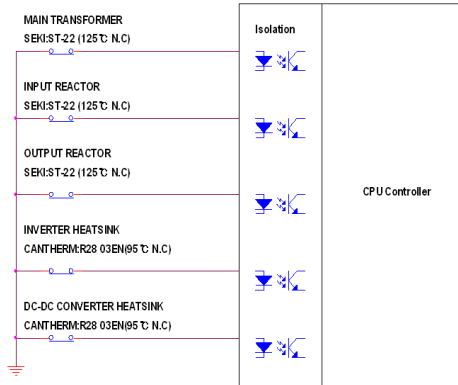 MAIN TRANSFORMER
SEKI:ST-22 (125℃ N.C)
Isolation
INPUT REACTOR
SEKI:ST-22 (125℃ N.C)
OUTPUT REACTOR
SEKI:ST-22 (125℃ N.C)
CPU Controller
INVERTER HEATSINK
CANTHERM:R28 03EN(95℃ N.C)
DC-DC CONVERTER HEATSINK
CANTHERM:R28 03EN(95℃ N.C)